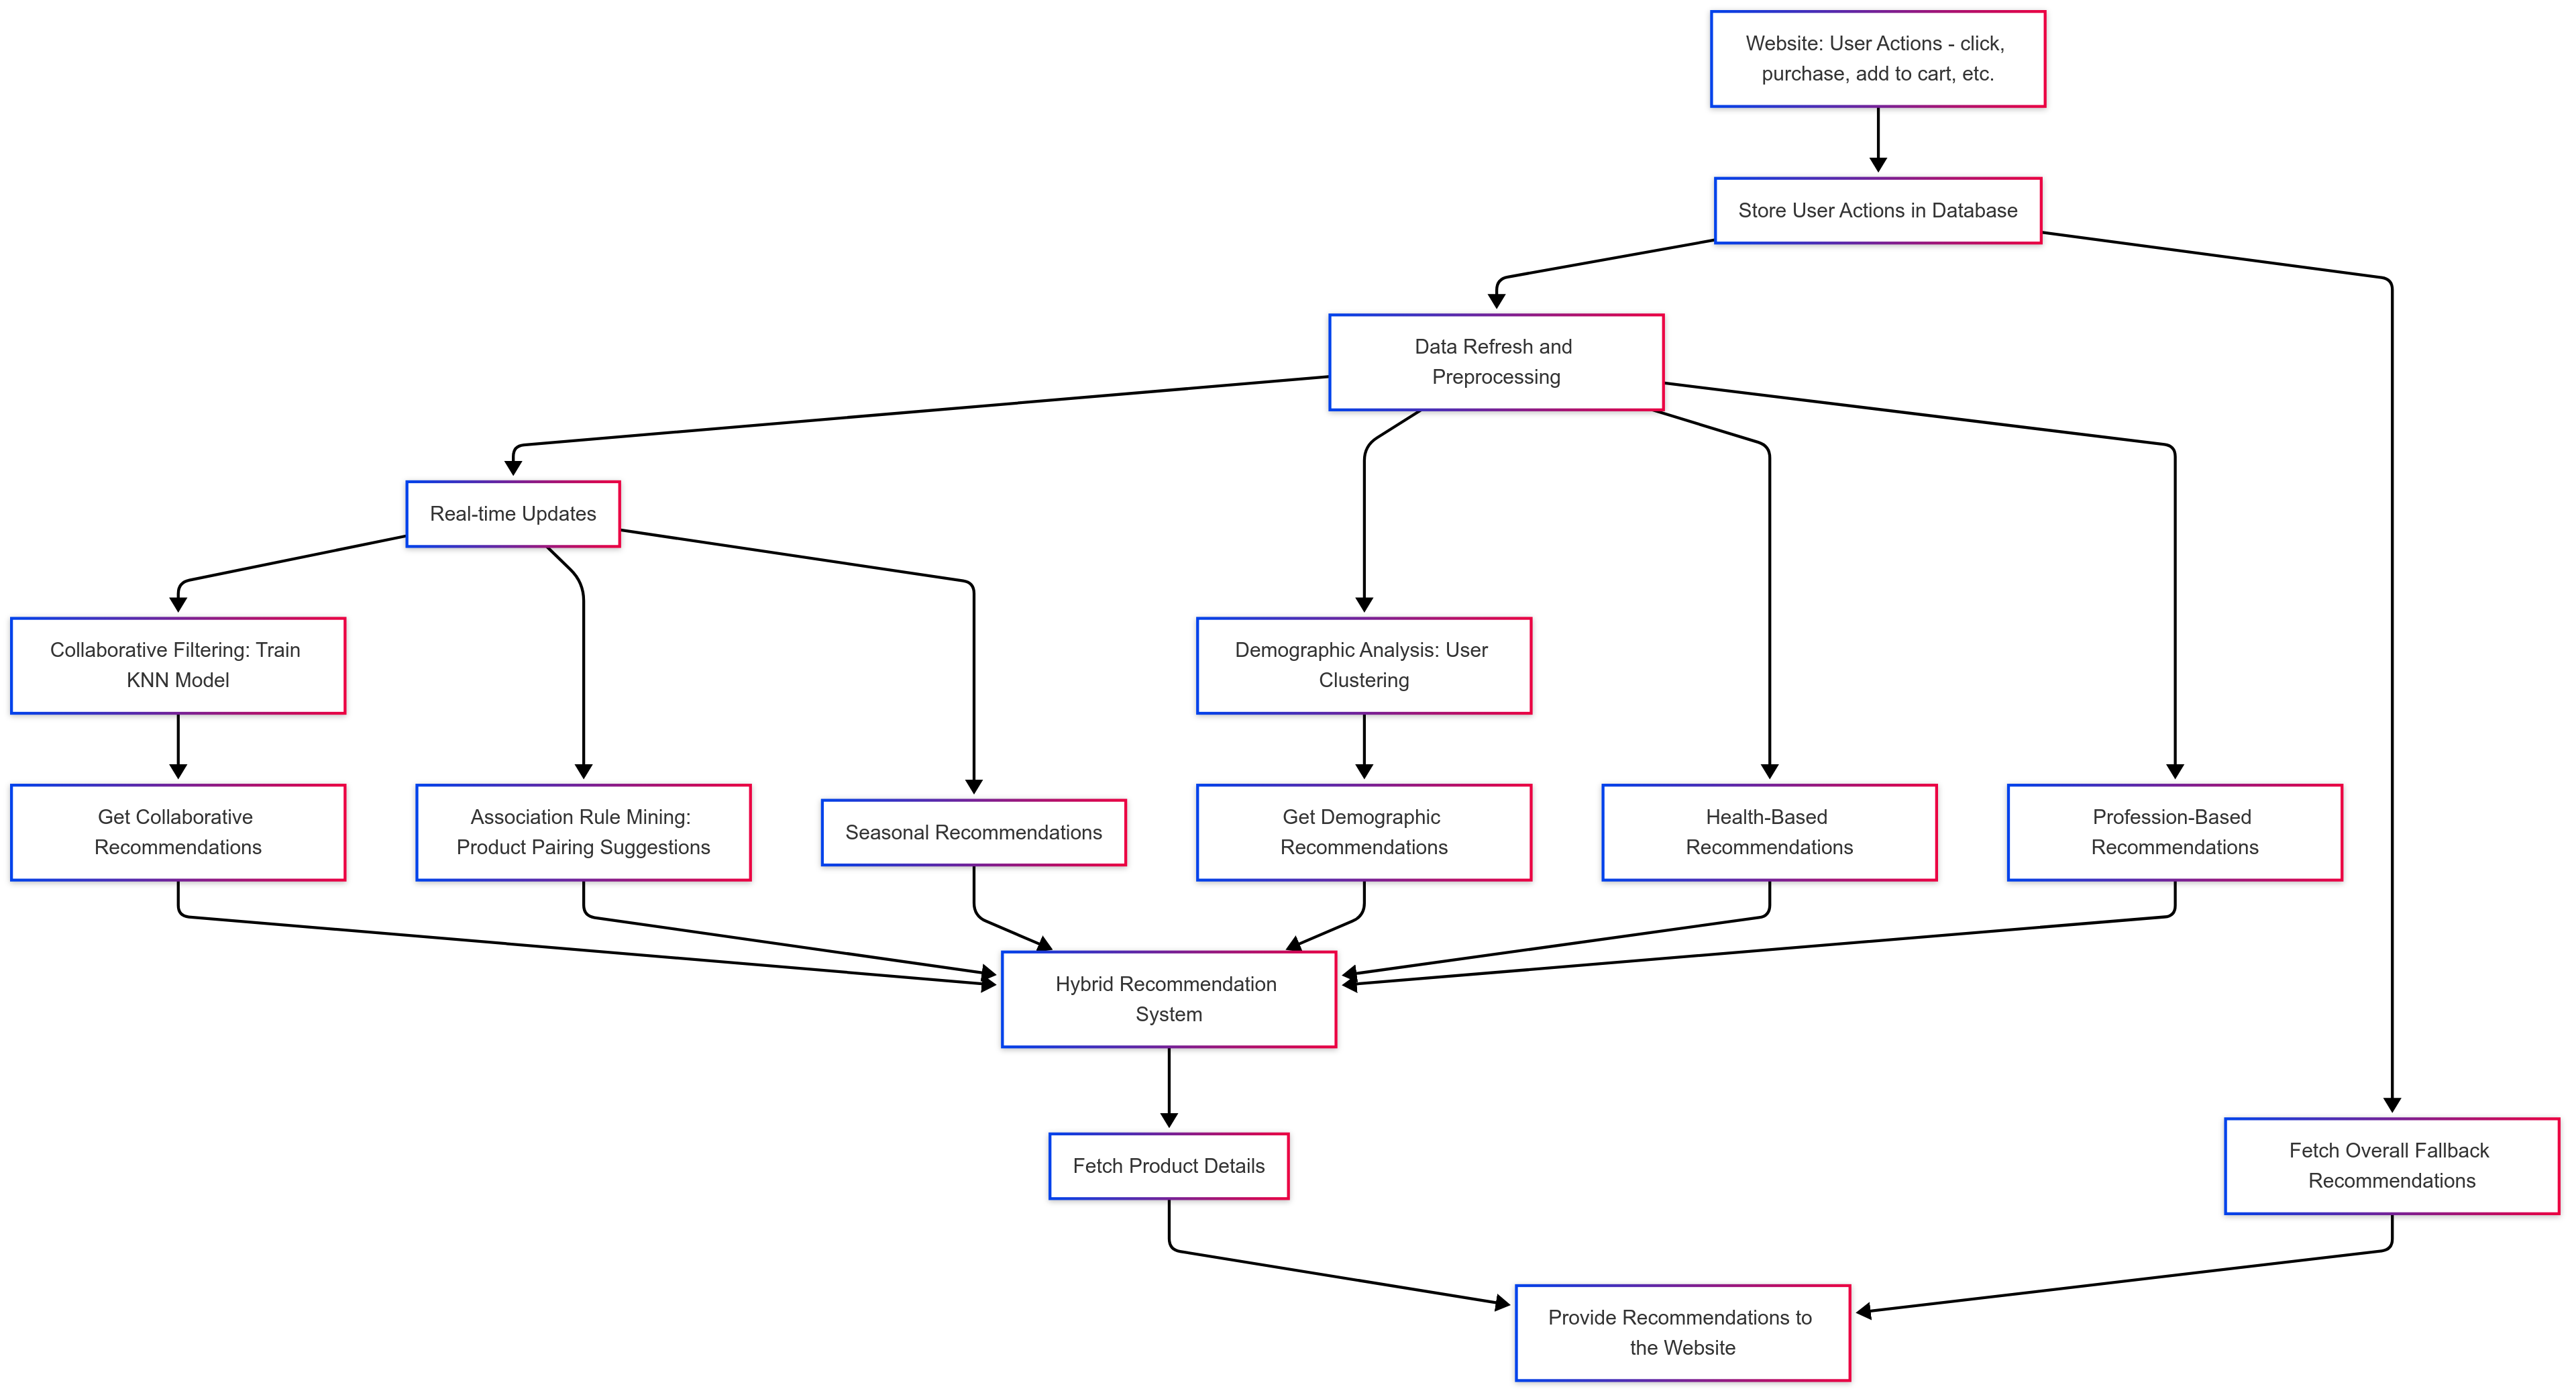 Website: User Actions - click,
purchase, add to cart, etc.
Store User Actions in Database
Data Refresh and
Preprocessing
Real-time Updates
Collaborative Filtering: Train
KNN Model
Demographic Analysis: User
Clustering
Get Collaborative
Recommendations
Association Rule Mining:
Product Pairing Suggestions
Seasonal Recommendations
Get Demographic
Recommendations
Health-Based
Recommendations
Profession-Based
Recommendations
Hybrid Recommendation
System
Fetch Product Details
Fetch Overall Fallback
Recommendations
Provide Recommendations to
the Website